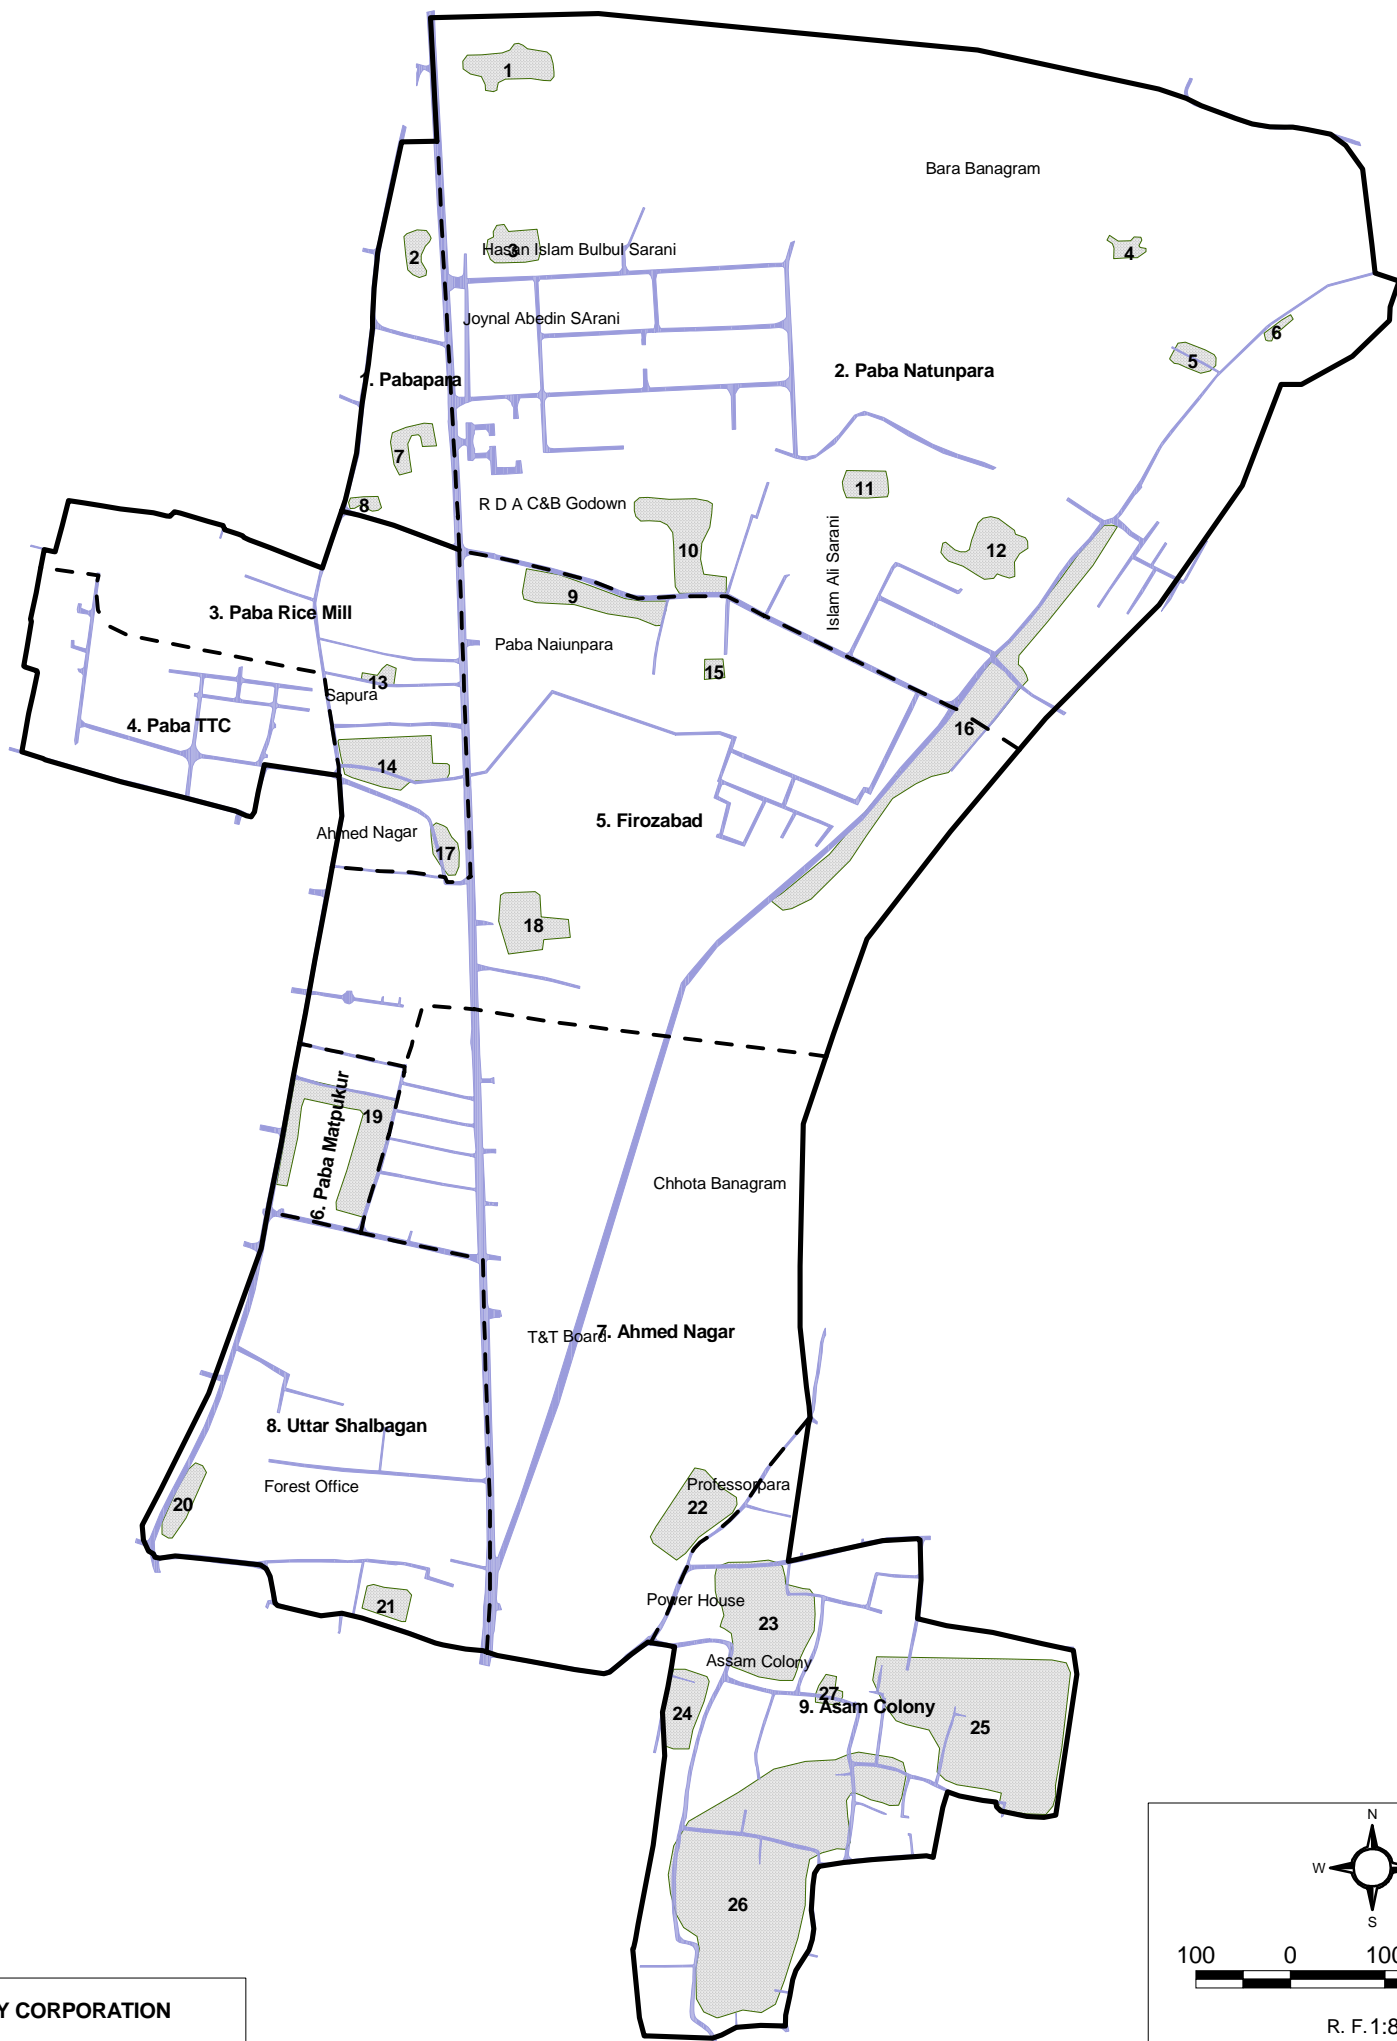 1
Bara Banagram
2
3
Hasan Islam Bulbul Sarani
4
Joynal Abedin SArani
6
5
1. Pabapara
2. Paba Natunpara
7
8
R D A C&B Godown
11
10
12
Islam Ali Sarani
9
3. Paba Rice Mill
Paba Naiunpara
15
13
Sapura
4. Paba TTC
16
14
5. Firozabad
Ahmed Nagar
17
18
19
6. Paba Matpukur
Chhota Banagram
T&T Board
7. Ahmed Nagar
8. Uttar Shalbagan
Forest Office
Professorpara
20
22
21
Power House
23
Assam Colony
27
24
9. Asam Colony
25
26
N
W
S
100 0 100
Y CORPORATION
R. F.1:8